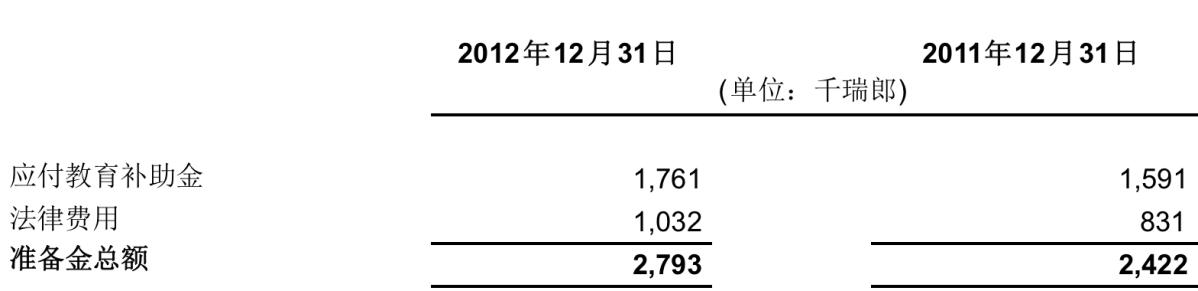 2012年12月31日 2011年12月31日
(单位：千瑞郎)
应付教育补助金 1,761 1,591
法律费用 1,032 831
准备金总额 2,793 2,422